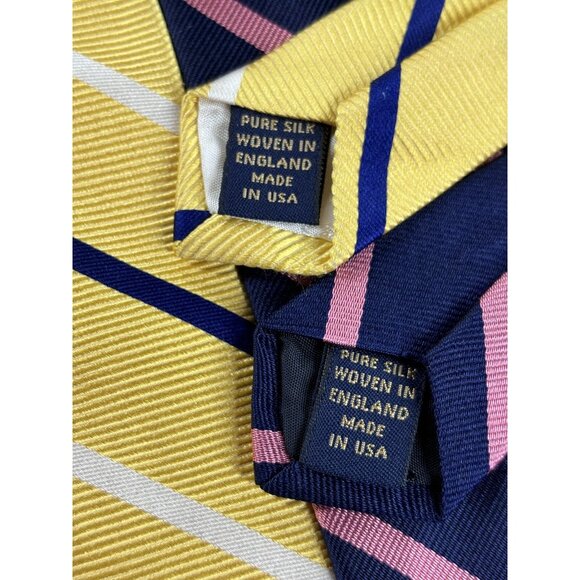 PURE SILK
WOVEN IN
ENGLAND
MADE
IN USA
PURE SILK
WOVEN IN
ENGLAND
MADE
IN USA